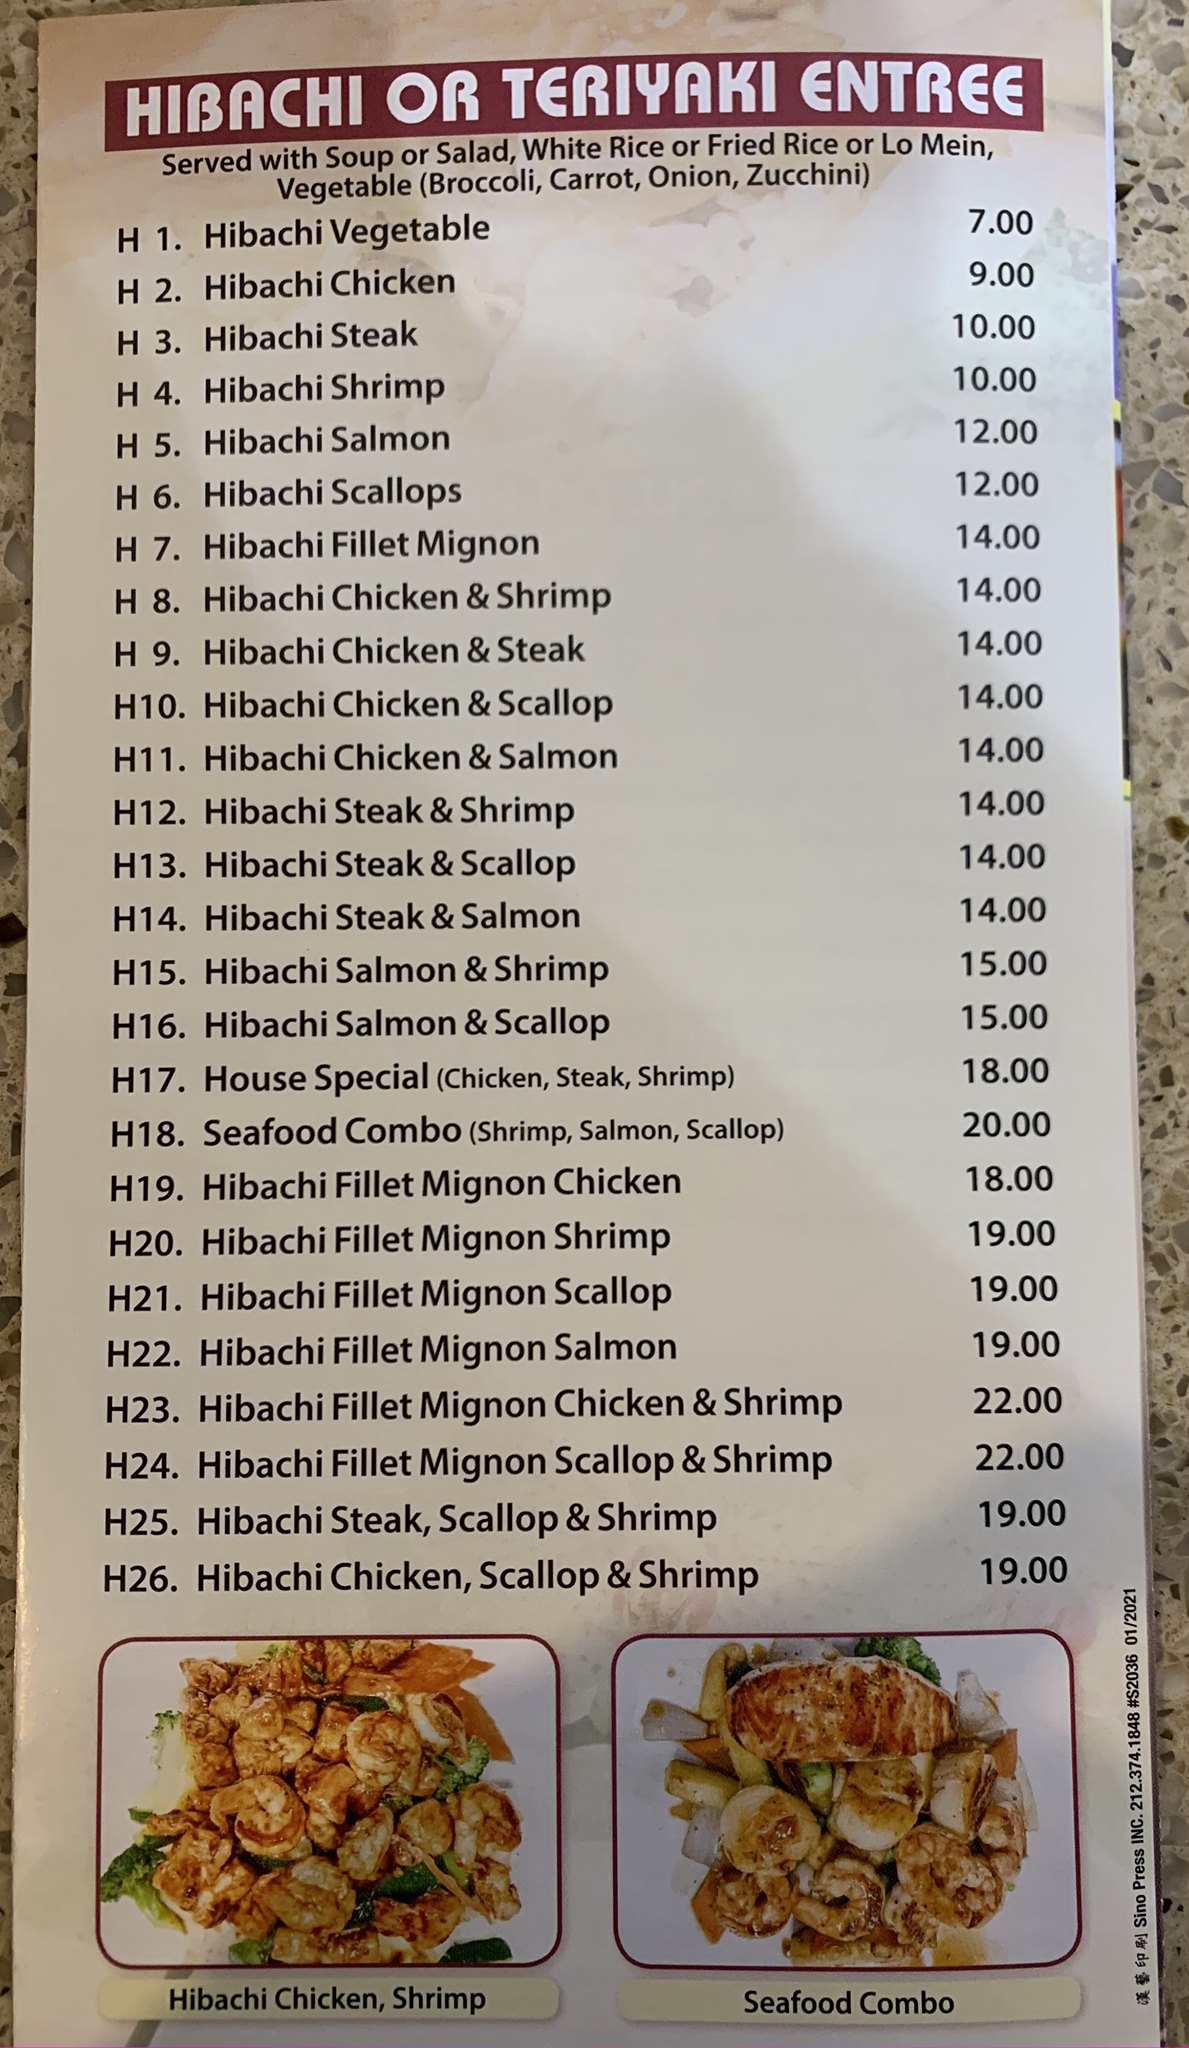 HIBACHI OR TERIYAKI ENTREE
Served with Soup or Salad, White Rice or Fried Rice or Lo Mein,
Vegetable (Broccoli, Carrot, Onion, Zucchini)
H 1. Hibachi Vegetable 7.00
H 2. Hibachi Chicken 9.00
H 3. Hibachi Steak 10.00
H 4. Hibachi Shrimp 10.00
H 5. Hibachi Salmon 12.00
H 6. Hibachi Scallops 12.00
H 7. Hibachi Fillet Mignon 14.00
H 8. Hibachi Chicken & Shrimp 14.00
H 9. Hibachi Chicken & Steak 14.00
H10. Hibachi Chicken & Scallop 14.00
H11. Hibachi Chicken & Salmon 14.00
H12. Hibachi Steak & Shrimp 14.00
H13. Hibachi Steak & Scallop 14.00
H14. Hibachi Steak & Salmon 14.00
H15. Hibachi Salmon & Shrimp 15.00
H16. Hibachi Salmon & Scallop 15.00
H17. House Special (Chicken, Steak, Shrimp) 18.00
H18. Seafood Combo (Shrimp, Salmon, Scallop) 20.00
H19. Hibachi Fillet Mignon Chicken 18.00
H20. Hibachi Fillet Mignon Shrimp 19.00
H21. Hibachi Fillet Mignon Scallop 19.00
H22. Hibachi Fillet Mignon Salmon 19.00
H23. Hibachi Fillet Mignon Chicken & Shrimp 22.00
H24. Hibachi Fillet Mignon Scallop & Shrimp 22.00
H25. Hibachi Steak, Scallop & Shrimp 19.00
H26. Hibachi Chicken, Scallop & Shrimp 19.00
Hibachi Chicken, Shrimp
Seafood Combo
漢藝印刷 Sino Press INC. 212.374.1848 #S2036 01/2021